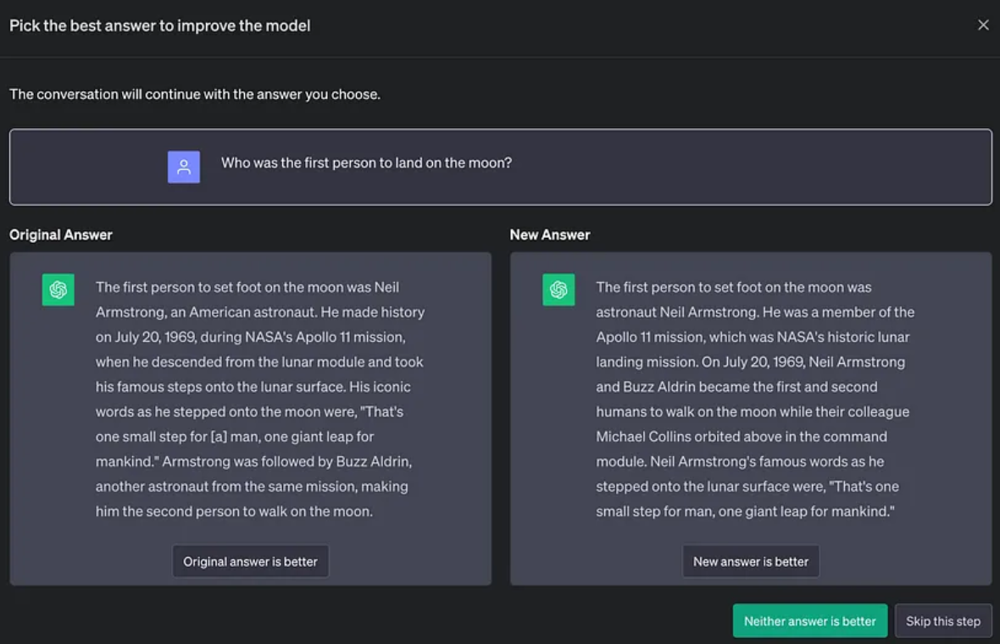 Pick the best answer to improve the model
The conversation will continue with the answer you choose.
Who was the first person to land on the moon?
Original Answer
The first person to set foot on the moon was Neil
Armstrong, an American astronaut. He made history
on July 20, 1969, during NASA's Apollo 11 mission,
when he descended from the lunar module and took
his famous steps onto the lunar surface. His iconic
words as he stepped onto the moon were, "That's
one small step for [a] man, one giant leap for
mankind." Armstrong was followed by Buzz Aldrin,
another astronaut from the same mission, making
him the second person to walk on the moon.
Original answer is better
New Answer
The first person to set foot on the moon was
astronaut Neil Armstrong. He was a member of the
Apollo 11 mission, which was NASA's historic lunar
landing mission. On July 20, 1969, Neil Armstrong
and Buzz Aldrin became the first and second
humans to walk on the moon while their colleague
Michael Collins orbited above in the command
module. Neil Armstrong's famous words as he
stepped onto the lunar surface were, "That's one
small step for man, one giant leap for mankind."
New answer is better
Neither answer is better
Skip this step